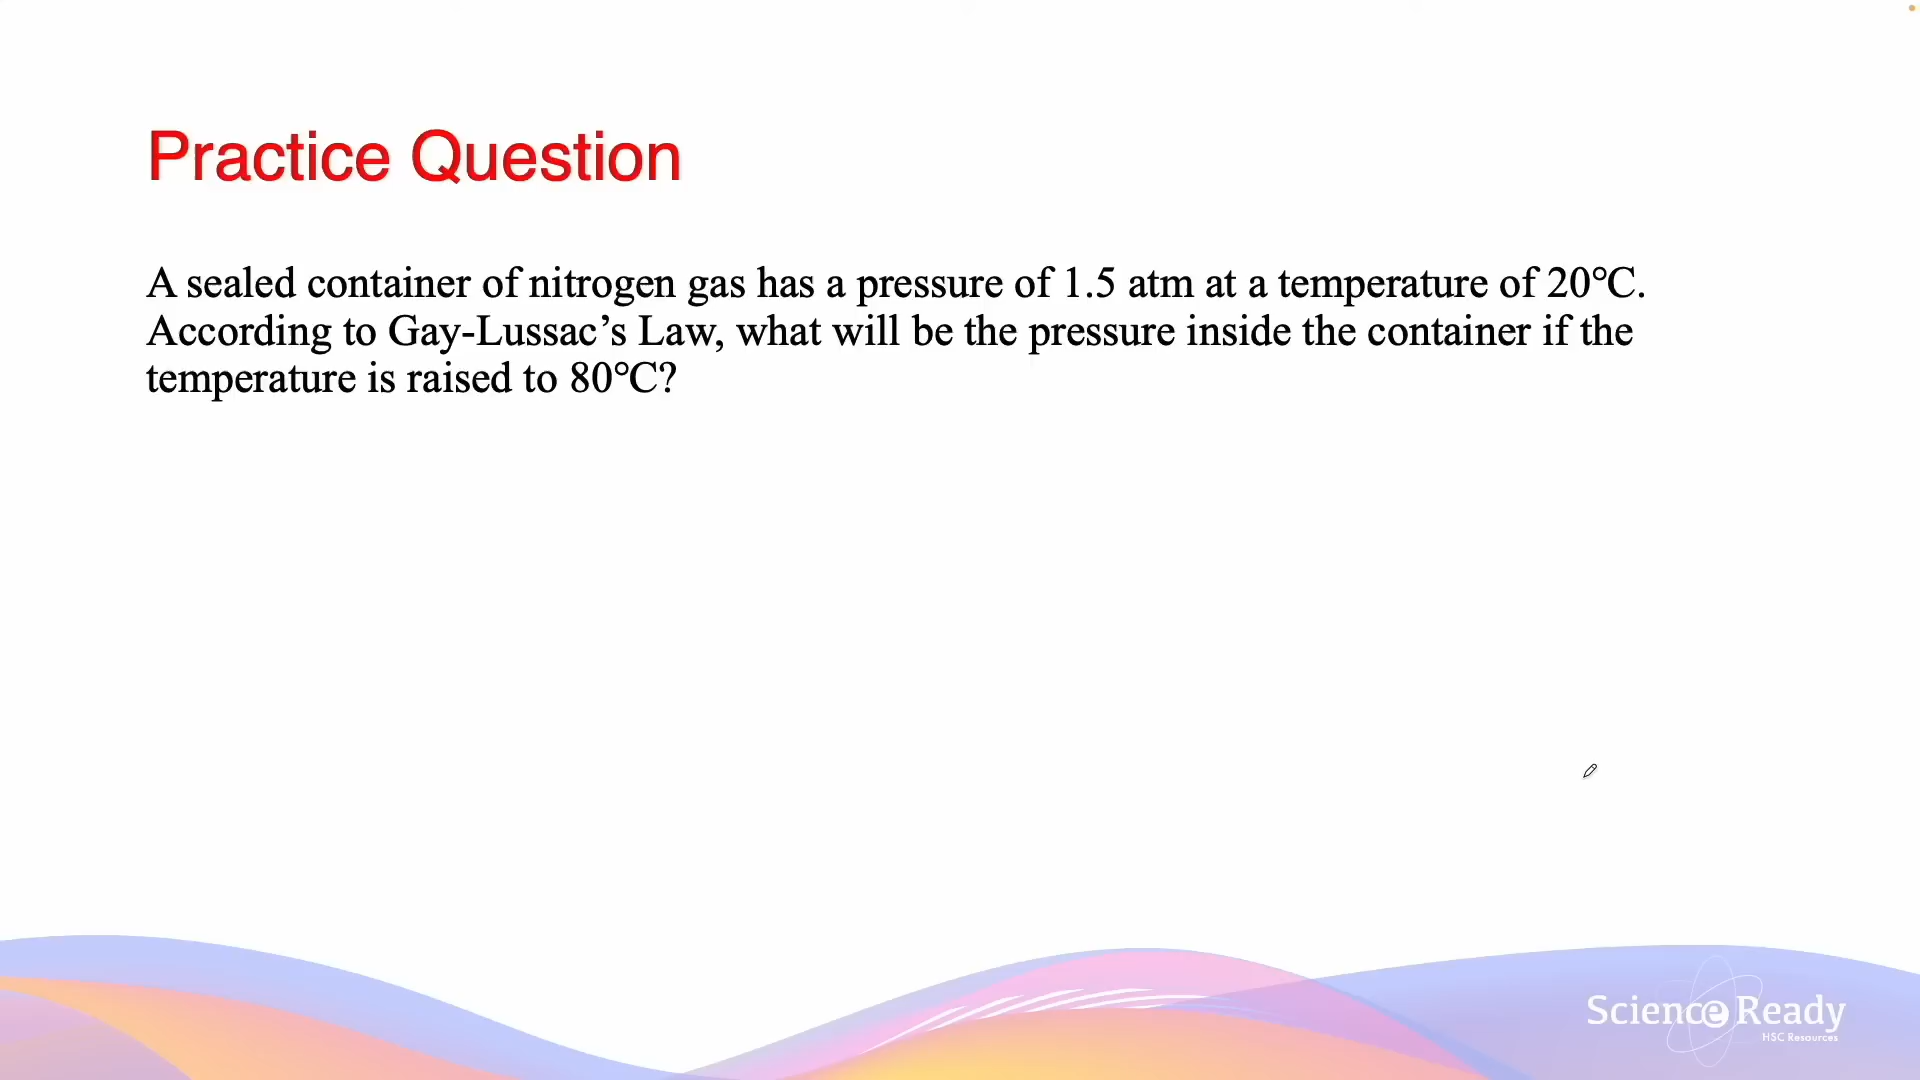 Practice Question
A sealed container of nitrogen gas has a pressure of 1.5 atm at a temperature of 20°C.
According to Gay-Lussac’s Law, what will be the pressure inside the container if the
temperature is raised to 80°C?
Science Ready
HSC Resources